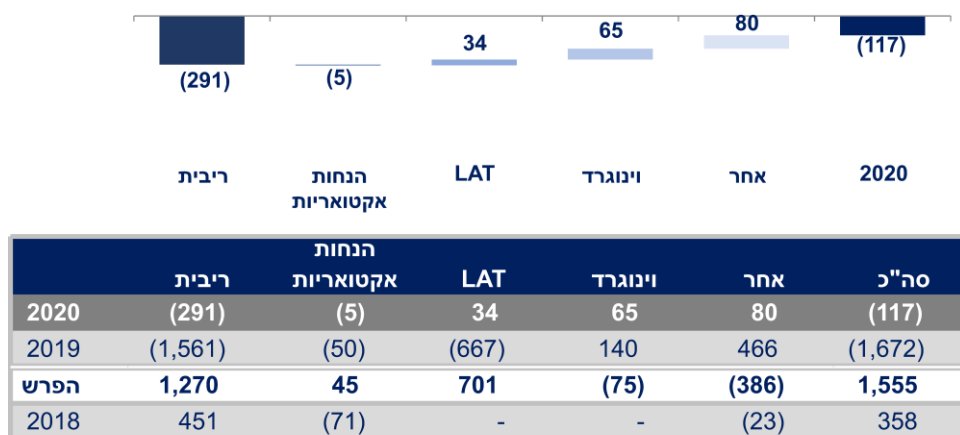 (291) (5) 34 65 80 (117)
ריבית הנחות אקטואריות LAT וינוגרד אחר 2020
ריבית הנחות אקטואריות LAT וינוגרד אחר סה"כ
2020 (291) (5) 34 65 80 (117)
2019 (1,561) (50) (667) 140 466 (1,672)
הפרש 1,270 45 701 (75) (386) 1,555
2018 451 (71) - - (23) 358